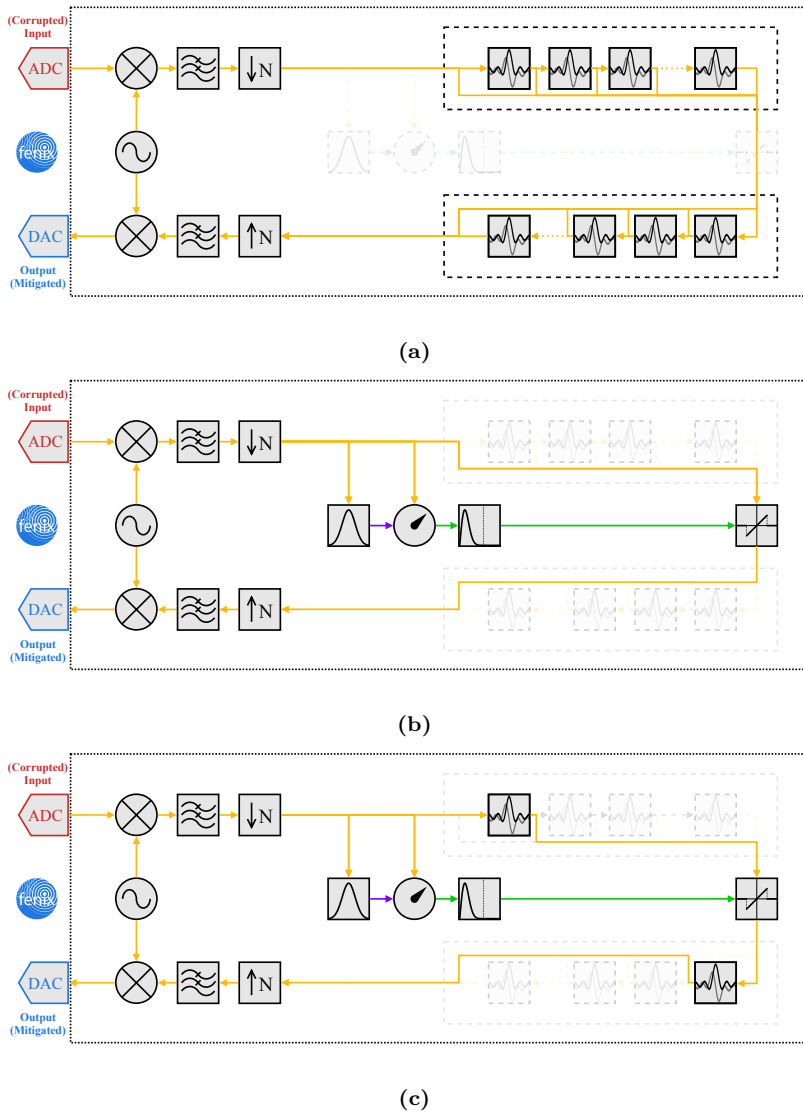 (Corrupted)
Input
ADC
↓N
fenix
DAC
↑N
Output
(Mitigated)
(a)
(Corrupted)
Input
ADC
↓N
fenix
DAC
↑N
Output
(Mitigated)
(b)
(Corrupted)
Input
ADC
↓N
fenix
DAC
↑N
Output
(Mitigated)
(c)